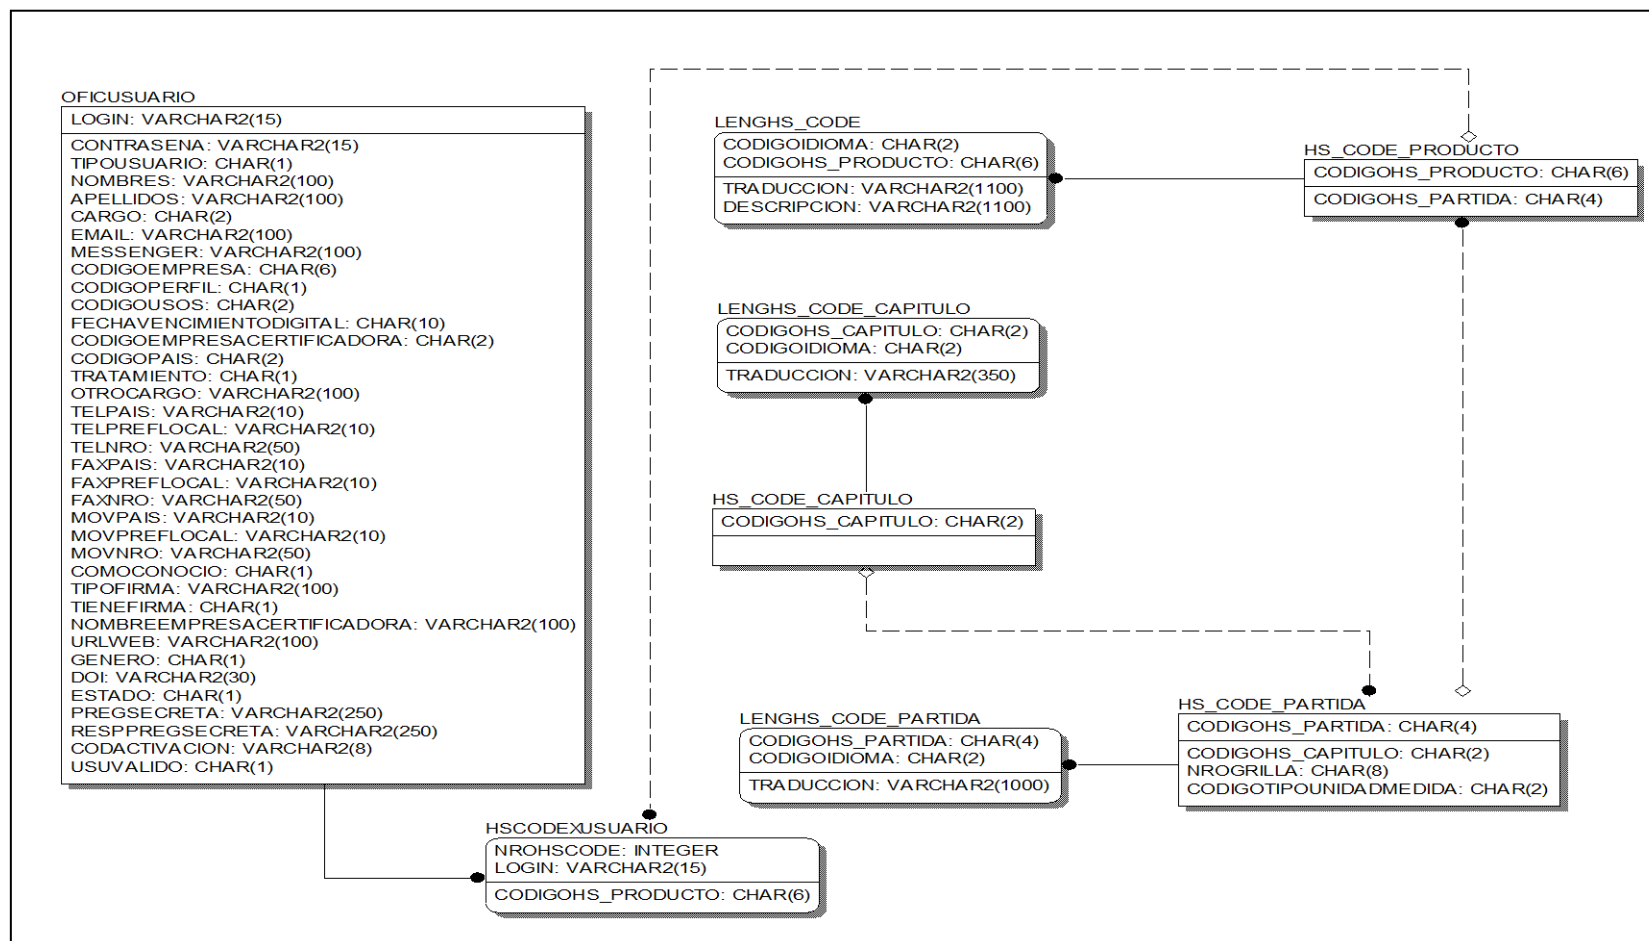 OFICUSUARIO
LOGIN: VARCHAR2(15)
CONTRASENA: VARCHAR2(15)
TIPOUSUARIO: CHAR(1)
NOMBRES: VARCHAR2(100)
APELLIDOS: VARCHAR2(100)
CARGO: CHAR(2)
EMAIL: VARCHAR2(100)
MESSENGER: VARCHAR2(100)
CODIGOEMPRESA: CHAR(6)
CODIGOPERFIL: CHAR(1)
CODIGOUSOS: CHAR(2)
FECHAVENCIMIENTODIGITAL: CHAR(10)
CODIGOEMPRESACERTIFICADORA: CHAR(2)
CODIGOPAIS: CHAR(2)
TRATAMIENTO: CHAR(1)
OTROCARGO: VARCHAR2(100)
TELPAIS: VARCHAR2(10)
TELPREFLOCAL: VARCHAR2(10)
TELNRO: VARCHAR2(50)
FAXPAIS: VARCHAR2(10)
FAXPREFLOCAL: VARCHAR2(10)
FAXNRO: VARCHAR2(50)
MOVPAIS: VARCHAR2(10)
MOVPREFLOCAL: VARCHAR2(10)
MOVNRO: VARCHAR2(50)
COMOCONOCIO: CHAR(1)
TIPOFIRMA: VARCHAR2(100)
TIENEFIRMA: CHAR(1)
NOMBREEMPRESACERTIFICADORA: VARCHAR2(100)
URLWEB: VARCHAR2(100)
GENERO: CHAR(1)
DOI: VARCHAR2(30)
ESTADO: CHAR(1)
PREGSECRETA: VARCHAR2(250)
RESPPREGSECRETA: VARCHAR2(250)
CODACTIVACION: VARCHAR2(8)
USUVALIDO: CHAR(1)
LENGHS_CODE
CODIGOIDIOMA: CHAR(2)
CODIGOHS_PRODUCTO: CHAR(6)
TRADUCCION: VARCHAR2(1100)
DESCRIPCION: VARCHAR2(1100)
HS_CODE_PRODUCTO
CODIGOHS_PRODUCTO: CHAR(6)
CODIGOHS_PARTIDA: CHAR(4)
LENGHS_CODE_CAPITULO
CODIGOHS_CAPITULO: CHAR(2)
CODIGOIDIOMA: CHAR(2)
TRADUCCION: VARCHAR2(350)
HS_CODE_CAPITULO
CODIGOHS_CAPITULO: CHAR(2)
HS_CODE_PARTIDA
CODIGOHS_PARTIDA: CHAR(4)
CODIGOHS_CAPITULO: CHAR(2)
NROGRILLA: CHAR(8)
CODIGOTIPOUNIDADMEDIDA: CHAR(2)
LENGHS_CODE_PARTIDA
CODIGOHS_PARTIDA: CHAR(4)
CODIGOIDIOMA: CHAR(2)
TRADUCCION: VARCHAR2(1000)
HSCODEXUSUARIO
NROHSCODE: INTEGER
LOGIN: VARCHAR2(15)
CODIGOHS_PRODUCTO: CHAR(6)